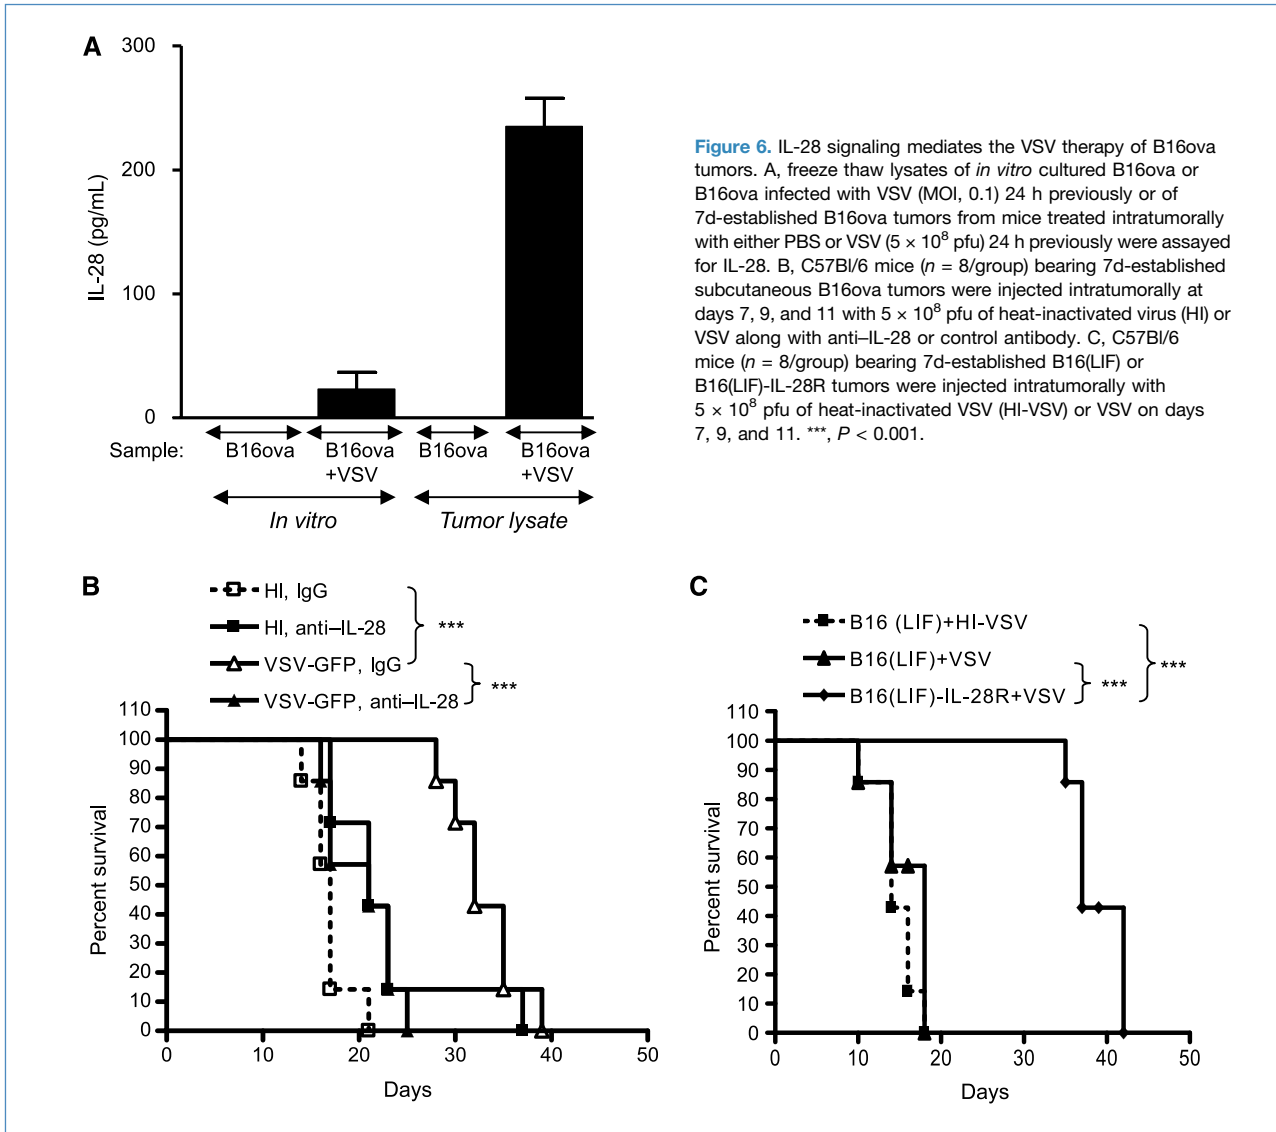 A
300
200
100
0
IL-28 (pg/mL)
Sample:
B16ova
B16ova
+VSV
B16ova
B16ova
+VSV
In vitro
Tumor lysate
Figure 6. IL-28 signaling mediates the VSV therapy of B16ova
tumors. A, freeze thaw lysates of in vitro cultured B16ova or
B16ova infected with VSV (MOI, 0.1) 24 h previously or of
7d-established B16ova tumors from mice treated intratumorally
with either PBS or VSV (5 × 10⁸ pfu) 24 h previously were assayed
for IL-28. B, C57Bl/6 mice (n = 8/group) bearing 7d-established
subcutaneous B16ova tumors were injected intratumorally at
days 7, 9, and 11 with 5 × 10⁸ pfu of heat-inactivated virus (HI) or
VSV along with anti–IL-28 or control antibody. C, C57Bl/6
mice (n = 8/group) bearing 7d-established B16(LIF) or
B16(LIF)-IL-28R tumors were injected intratumorally with
5 × 10⁸ pfu of heat-inactivated VSV (HI-VSV) or VSV on days
7, 9, and 11. ***, P < 0.001.
B
HI, IgG
HI, anti–IL-28
VSV-GFP, IgG
VSV-GFP, anti–IL-28
***
***
110
100
90
80
70
60
50
40
30
20
10
0
Percent survival
0 10 20 30 40 50
Days
C
B16 (LIF)+HI-VSV
B16(LIF)+VSV
B16(LIF)-IL-28R+VSV
***
***
110
100
90
80
70
60
50
40
30
20
10
0
Percent survival
0 10 20 30 40 50
Days